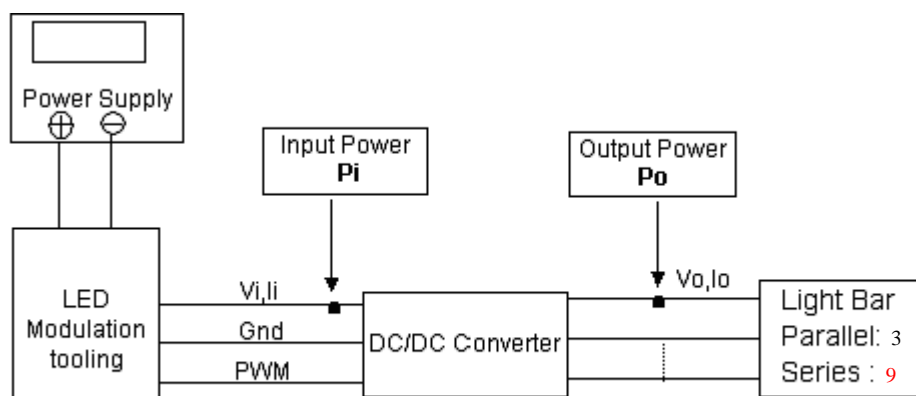 Power Supply
Input Power
Pi
Output Power
Po
LED
Modulation
tooling
Vi,Ii
Gnd
PWM
DC/DC Converter
Vo,Io
Light Bar
Parallel: 3
Series : 9